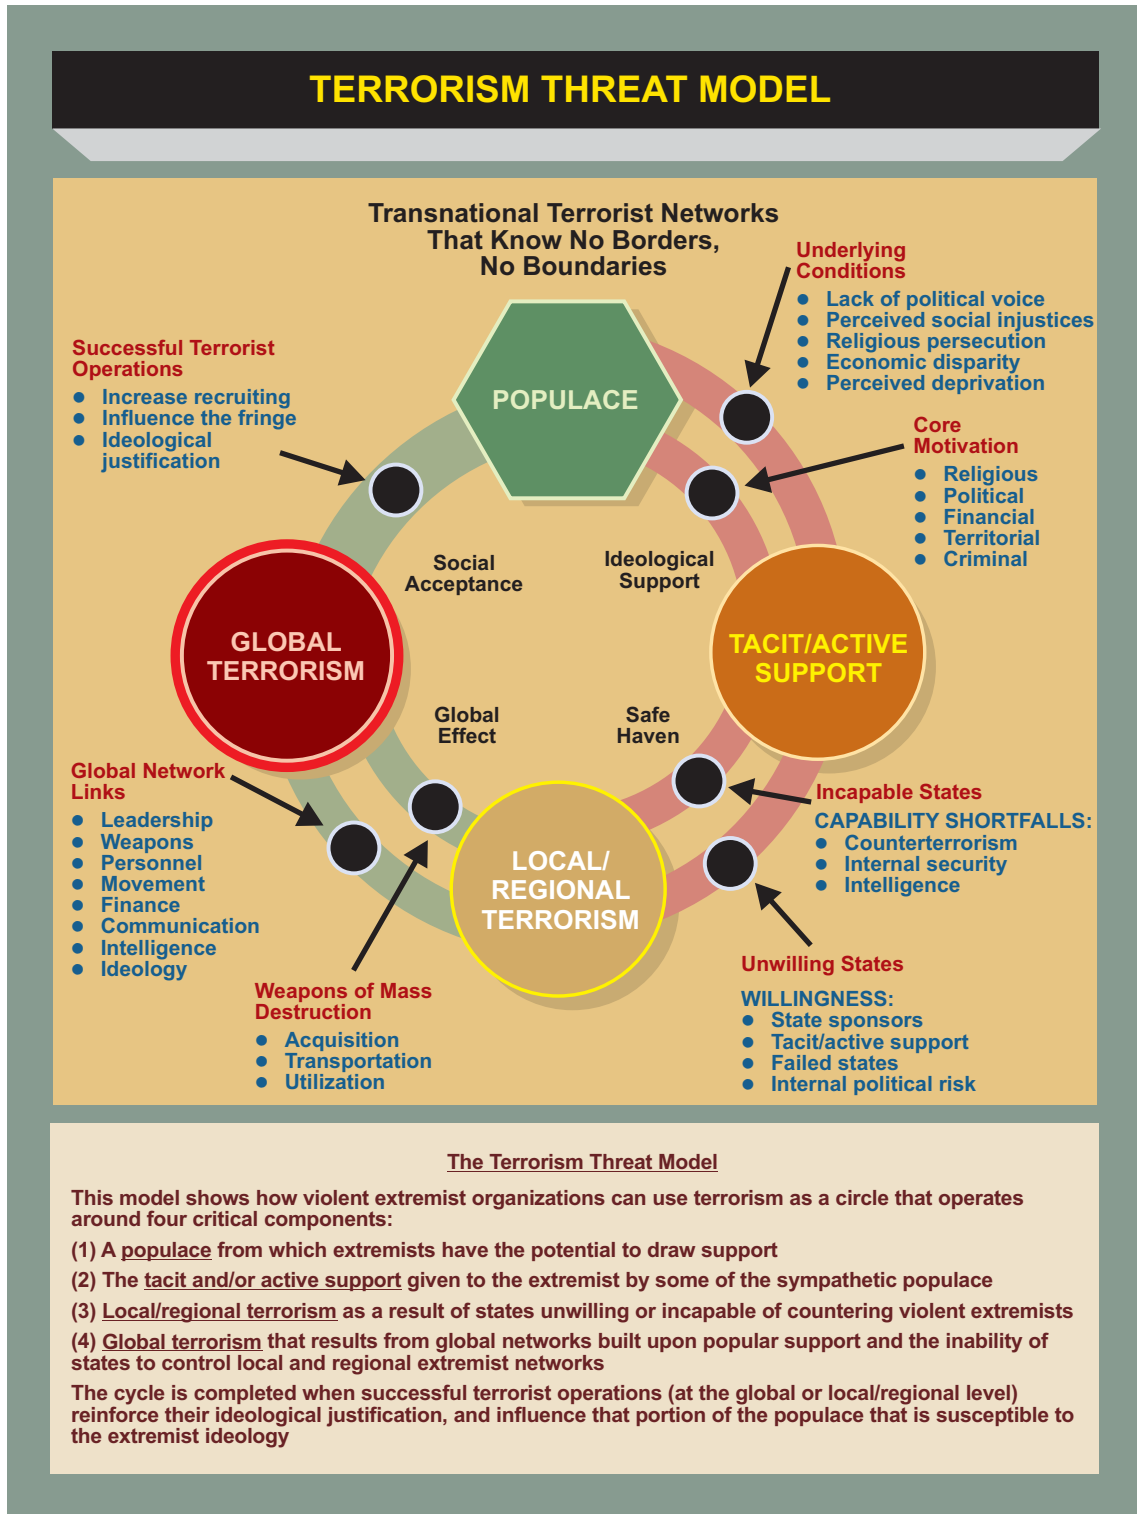 TERRORISM THREAT MODEL
Transnational Terrorist Networks
That Know No Borders,
No Boundaries
Underlying
Conditions
● Lack of political voice
● Perceived social injustices
● Religious persecution
● Economic disparity
● Perceived deprivation
Successful Terrorist
Operations
● Increase recruiting
● Influence the fringe
● Ideological
justification
POPULACE
Core
Motivation
● Religious
● Political
● Financial
● Territorial
● Criminal
Social
Acceptance
Ideological
Support
GLOBAL
TERRORISM
TACIT/ACTIVE
SUPPORT
Global
Effect
Safe
Haven
Global Network
Links
● Leadership
● Weapons
● Personnel
● Movement
● Finance
● Communication
● Intelligence
● Ideology
Incapable States
CAPABILITY SHORTFALLS:
● Counterterrorism
● Internal security
● Intelligence
LOCAL/
REGIONAL
TERRORISM
Weapons of Mass
Destruction
● Acquisition
● Transportation
● Utilization
Unwilling States
WILLINGNESS:
● State sponsors
● Tacit/active support
● Failed states
● Internal political risk
The Terrorism Threat Model
This model shows how violent extremist organizations can use terrorism as a circle that operates
around four critical components:
(1) A populace from which extremists have the potential to draw support
(2) The tacit and/or active support given to the extremist by some of the sympathetic populace
(3) Local/regional terrorism as a result of states unwilling or incapable of countering violent extremists
(4) Global terrorism that results from global networks built upon popular support and the inability of
states to control local and regional extremist networks
The cycle is completed when successful terrorist operations (at the global or local/regional level)
reinforce their ideological justification, and influence that portion of the populace that is susceptible to
the extremist ideology